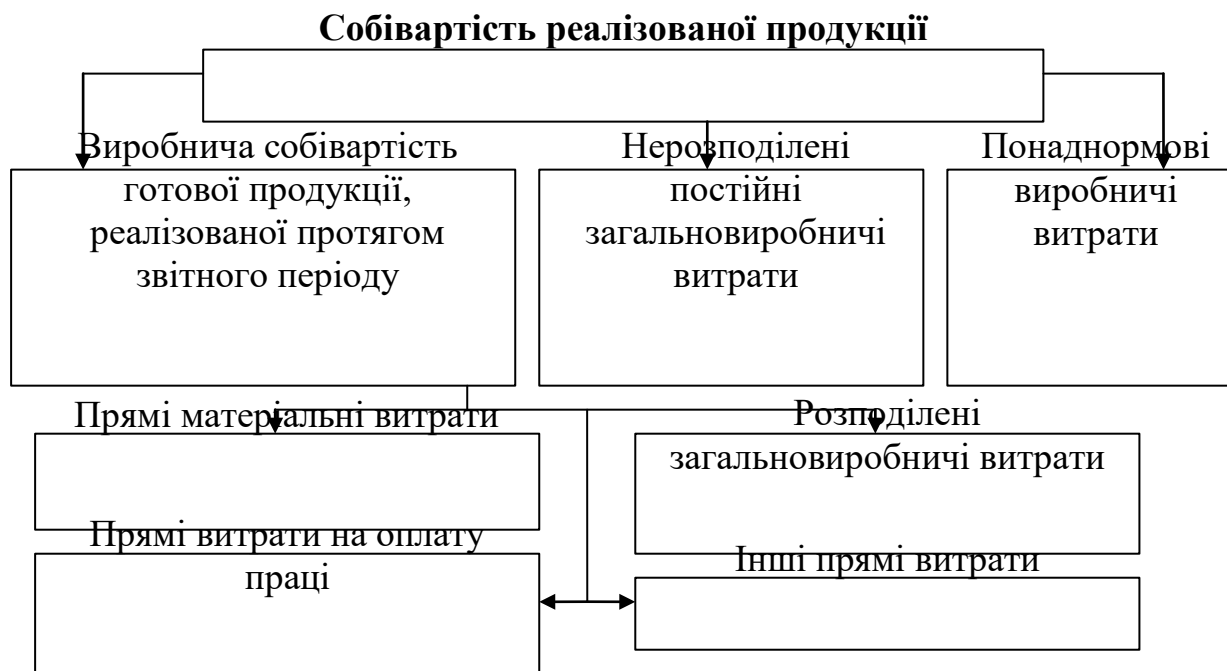 Собівартість реалізованої продукції
Виробнича собівартість
готової продукції,
реалізованої протягом
звітного періоду
Нерозподілені
постійні
загальновиробничі
витрати
Понаднормові
виробничі
витрати
Прямі матеріальні витрати
Розподілені
загальновиробничі витрати
Прямі витрати на оплату
праці
Інші прямі витрати